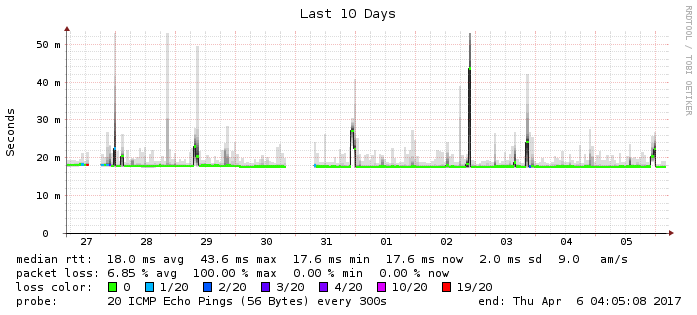 Last 10 Days
RRDTOOL / TOBI OETIKER
Seconds
50 m
40 m
30 m
20 m
10 m
0
27 28 29 30 31 01 02 03 04 05
median rtt: 18.0 ms avg 43.6 ms max 17.6 ms min 17.6 ms now 2.0 ms sd 9.0 am/s
packet loss: 6.85 % avg 100.00 % max 0.00 % min 0.00 % now
loss color: 0 1/20 2/20 3/20 4/20 10/20 19/20
probe: 20 ICMP Echo Pings (56 Bytes) every 300s end: Thu Apr 6 04:05:08 2017